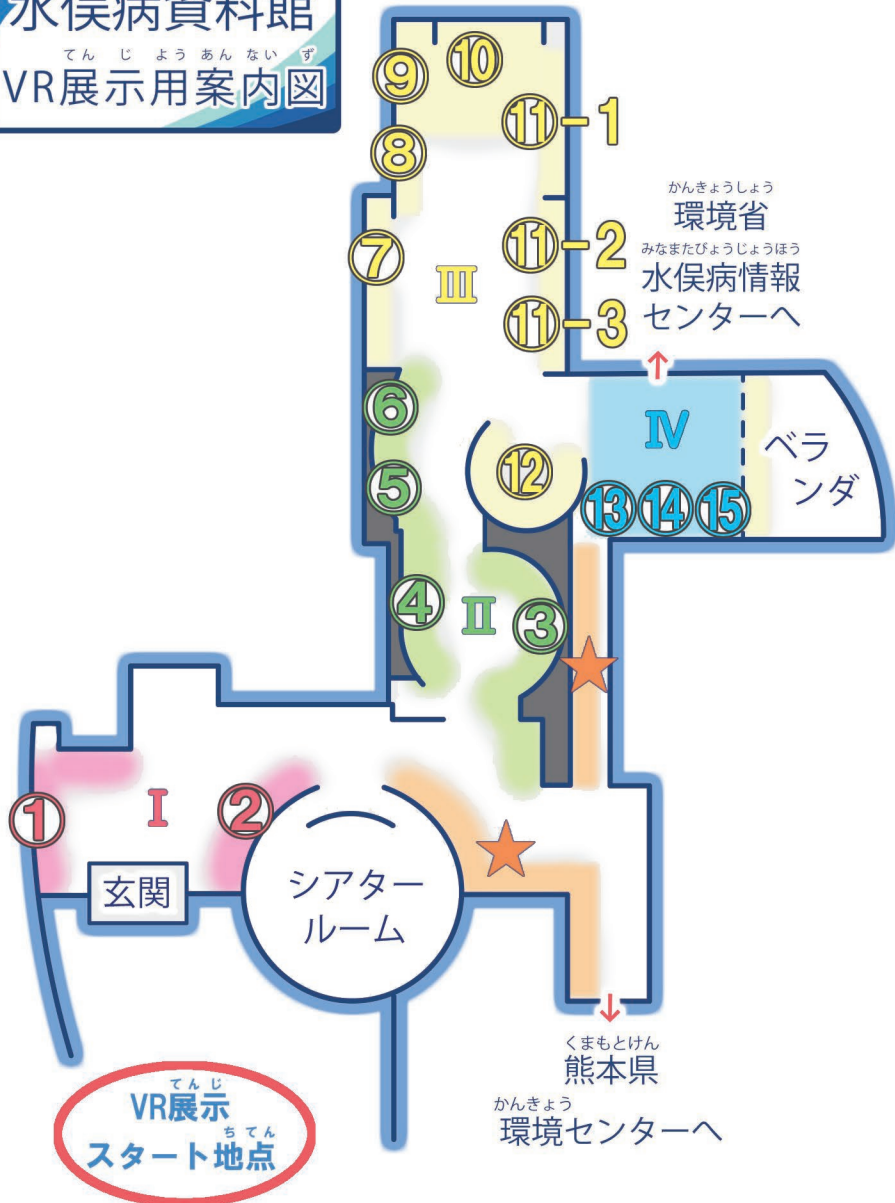 水俣病資料館
てんじようあんないず
VR展示用案内図
⑩
⑨
⑪-1
⑧
かんきょうしょう
環境省
⑦
⑪-2
みなまたびょうじょうほう
水俣病情報
Ⅲ
⑪-3
センターへ
↑
⑥
Ⅳ
ベラ
ンダ
⑤
⑫
⑬⑭⑮
④
Ⅱ
③
★
①
Ⅰ
②
★
玄関
シアター
ルーム
↓
くまもとけん
熊本県
かんきょう
環境センターへ
てんじ
VR展示
ちてん
スタート地点